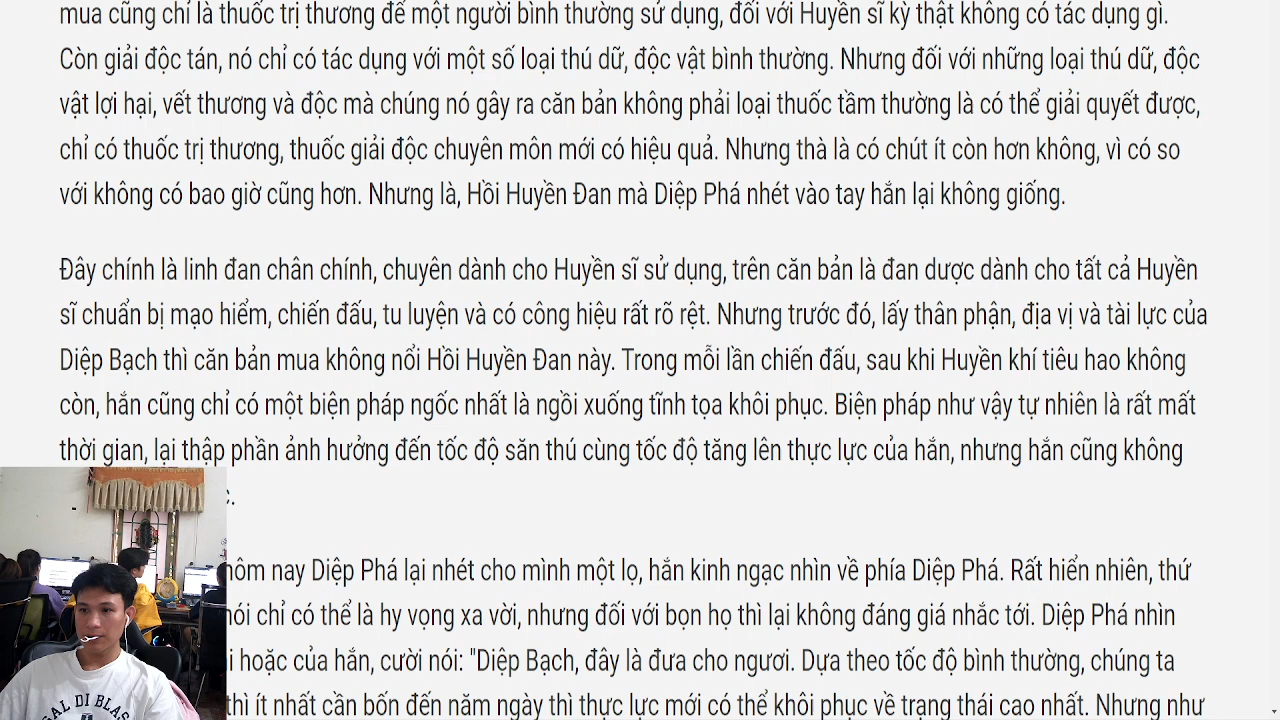 mua cũng chỉ là thuốc trị thương để một người bình thường sử dụng, đối với Huyền sĩ kỳ thật không có tác dụng gì.
Còn giải độc tán, nó chỉ có tác dụng với một số loại thú dữ, độc vật bình thường. Nhưng đối với những loại thú dữ, độc
vật lợi hại, vết thương và độc mà chúng nó gây ra căn bản không phải loại thuốc tầm thường là có thể giải quyết được,
chỉ có thuốc trị thương, thuốc giải độc chuyên môn mới có hiệu quả. Nhưng thà là có chút ít còn hơn không, vì có so
với không có bao giờ cũng hơn. Nhưng là, Hồi Huyền Đan mà Diệp Phá nhét vào tay hắn lại không giống.
Đây chính là linh đan chân chính, chuyên dành cho Huyền sĩ sử dụng, trên căn bản là đan dược dành cho tất cả Huyền
sĩ chuẩn bị mạo hiểm, chiến đấu, tu luyện và có công hiệu rất rõ rệt. Nhưng trước đó, lấy thân phận, địa vị và tài lực của
Diệp Bạch thì căn bản mua không nổi Hồi Huyền Đan này. Trong mỗi lần chiến đấu, sau khi Huyền khí tiêu hao không
còn, hắn cũng chỉ có một biện pháp ngốc nhất là ngồi xuống tĩnh tọa khôi phục. Biện pháp như vậy tự nhiên là rất mất
thời gian, lại thập phần ảnh hưởng đến tốc độ săn thú cùng tốc độ tăng lên thực lực của hắn, nhưng hắn cũng không
c.
hôm nay Diệp Phá lại nhét cho mình một lọ, hắn kinh ngạc nhìn về phía Diệp Phá. Rất hiển nhiên, thứ
nói chỉ có thể là hy vọng xa vời, nhưng đối với bọn họ thì lại không đáng giá nhắc tới. Diệp Phá nhìn
i hoặc của hắn, cười nói: "Diệp Bạch, đây là đưa cho ngươi. Dựa theo tốc độ bình thường, chúng ta
thì ít nhất cần bốn đến năm ngày thì thực lực mới có thể khôi phục về trạng thái cao nhất. Nhưng như